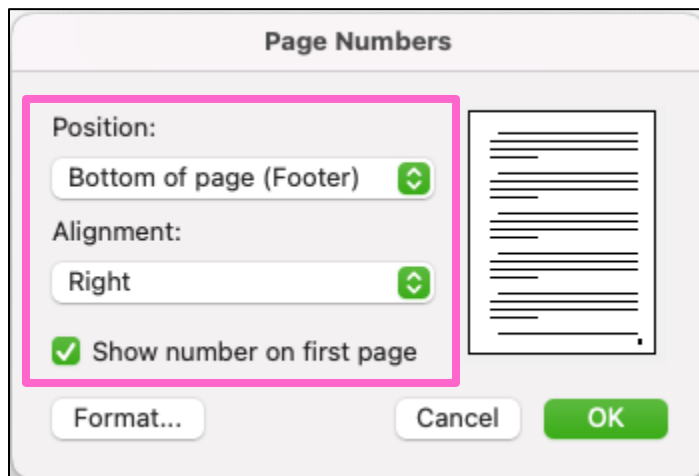 Page Numbers
Position:
Bottom of page (Footer)
Alignment:
Right
Show number on first page
Format...
Cancel
OK